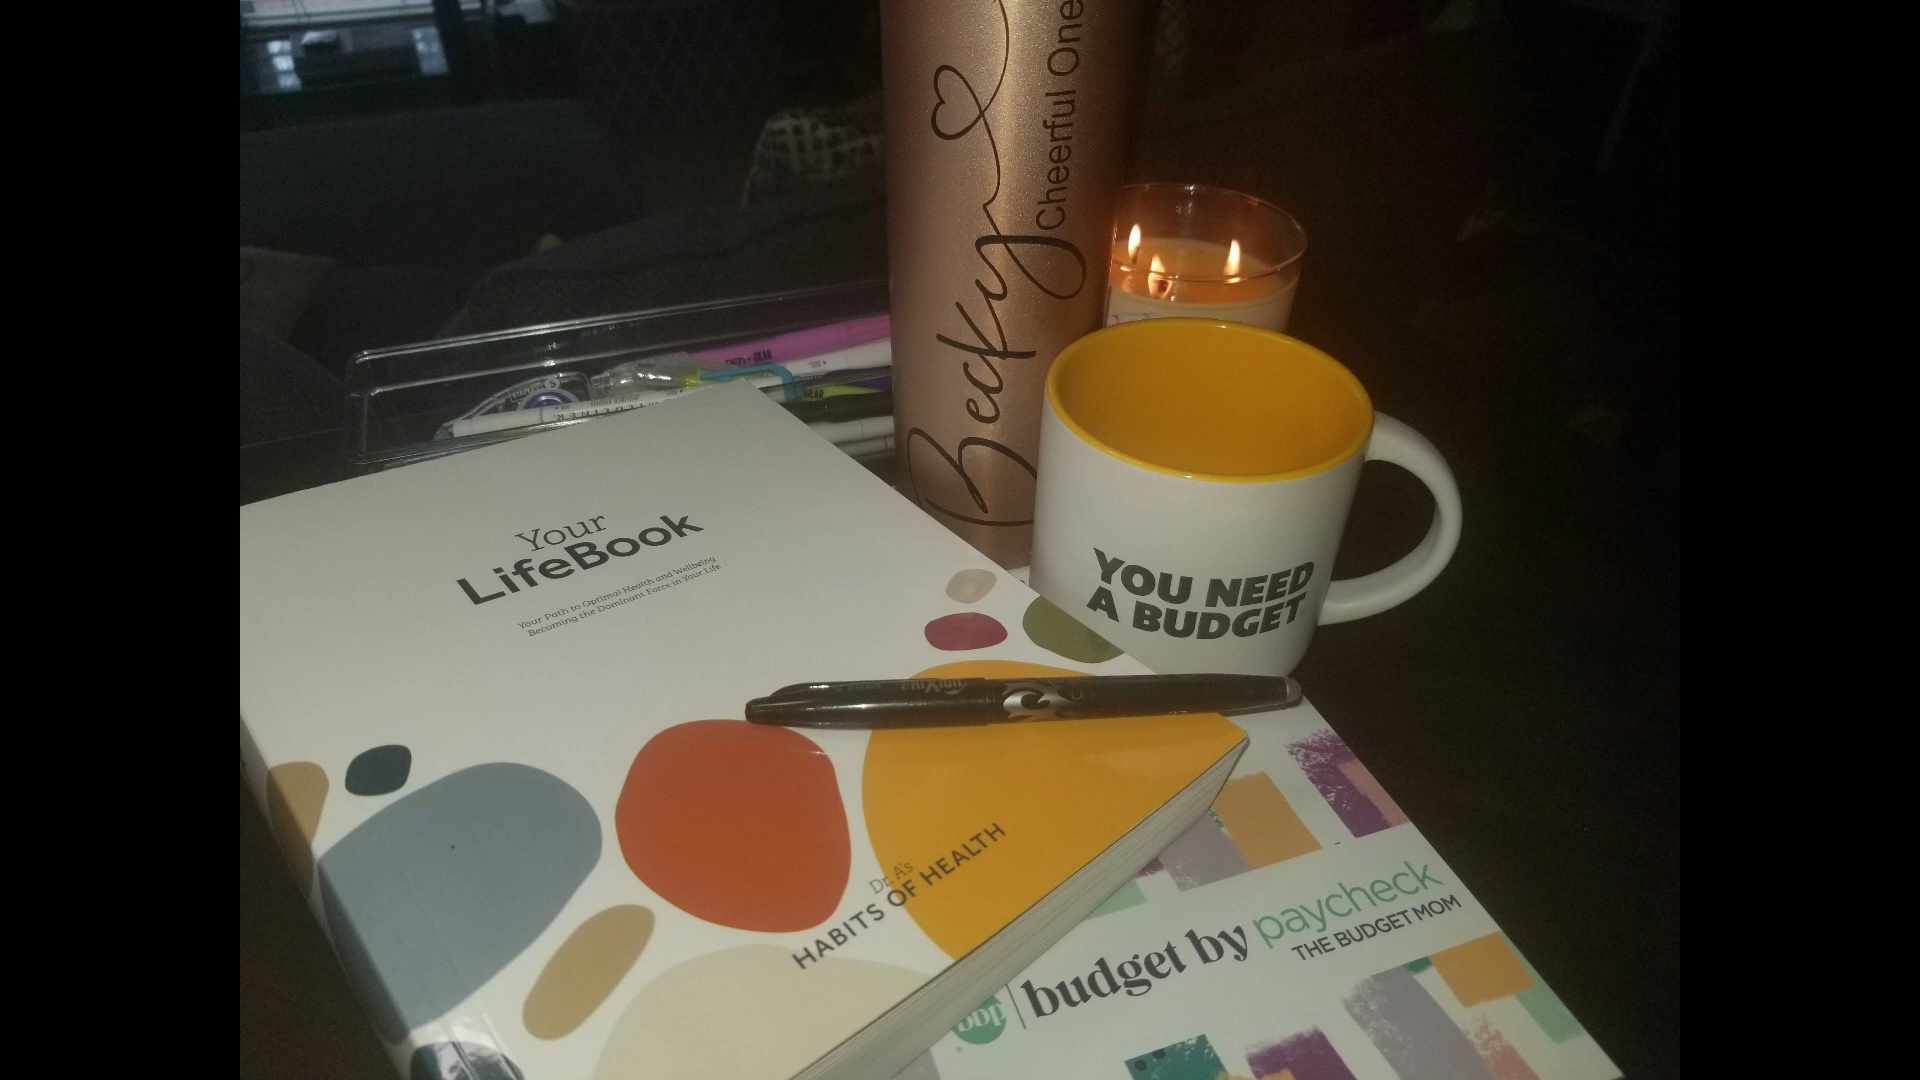 Becky
Cheerful One
YOU NEED
A BUDGET
Your
LifeBook
Your Path to Optimal Health and Wellbeing
Becoming the Dominant Force in Your Life
Dr. A's
HABITS OF HEALTH
budget by paycheck
THE BUDGET MOM